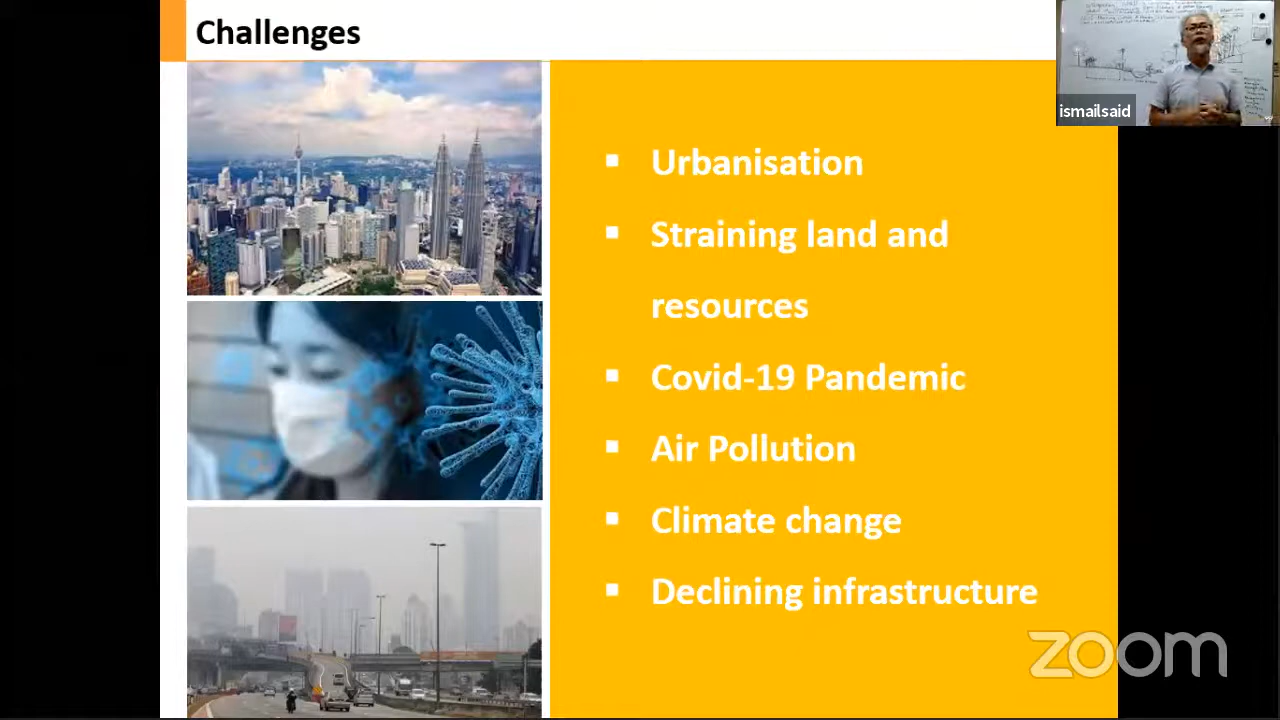 Challenges
ismailsaid
Urbanisation
Straining land and
resources
Covid-19 Pandemic
Air Pollution
Climate change
Declining infrastructure
zoom